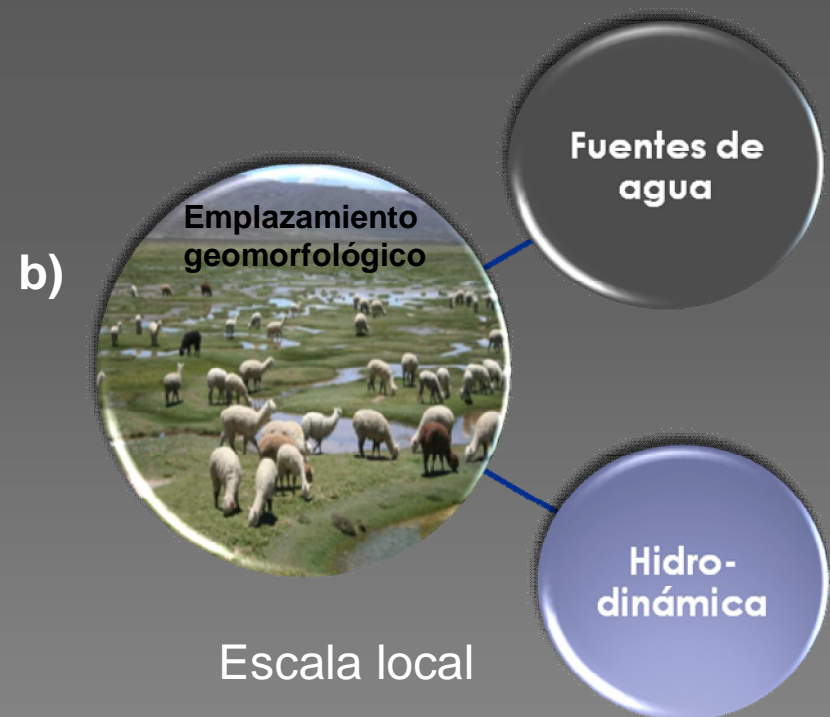 b)
Emplazamiento
geomorfológico
Fuentes de
agua
Hidro-
dinámica
Escala local